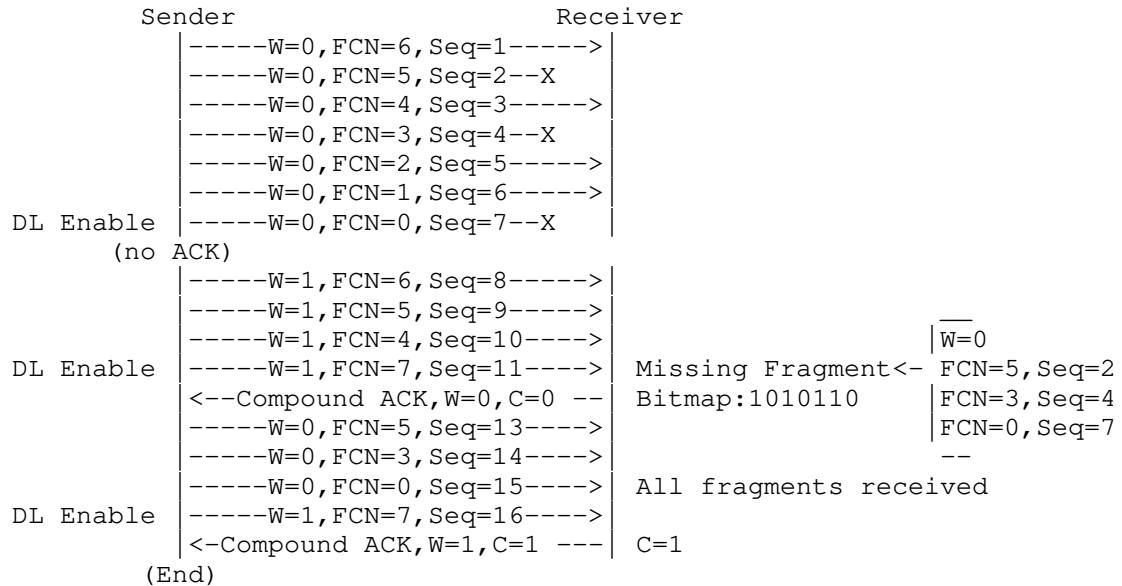 Sender                    Receiver
          |-----W=0,FCN=6,Seq=1----->|
          |-----W=0,FCN=5,Seq=2--X
          |-----W=0,FCN=4,Seq=3----->|
          |-----W=0,FCN=3,Seq=4--X
          |-----W=0,FCN=2,Seq=5----->|
          |-----W=0,FCN=1,Seq=6----->|
DL Enable |-----W=0,FCN=0,Seq=7--X   |
      (no ACK)
          |-----W=1,FCN=6,Seq=8----->|
          |-----W=1,FCN=5,Seq=9----->|                   __
          |-----W=1,FCN=4,Seq=10---->|                  |W=0
DL Enable |-----W=1,FCN=7,Seq=11---->| Missing Fragment<- FCN=5,Seq=2
          |<--Compound ACK,W=0,C=0 --| Bitmap:1010110   |FCN=3,Seq=4
          |-----W=0,FCN=5,Seq=13---->|                  |FCN=0,Seq=7
          |-----W=0,FCN=3,Seq=14---->|                   --
          |-----W=0,FCN=0,Seq=15---->| All fragments received
DL Enable |-----W=1,FCN=7,Seq=16---->|
          |<-Compound ACK,W=1,C=1 ---| C=1
        (End)